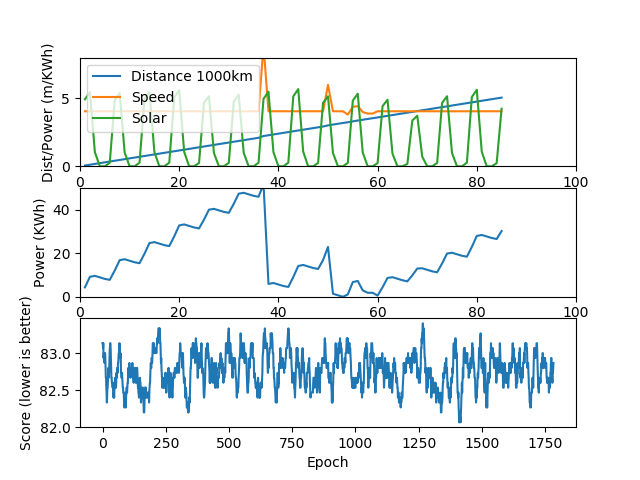 Dist/Power (m/KWh)
Distance 1000km
Speed
Solar
5
0
0 20 40 60 80 100
Power (KWh)
40
20
0
0 20 40 60 80 100
Score (lower is better)
83.0
82.5
82.0
0 250 500 750 1000 1250 1500 1750
Epoch